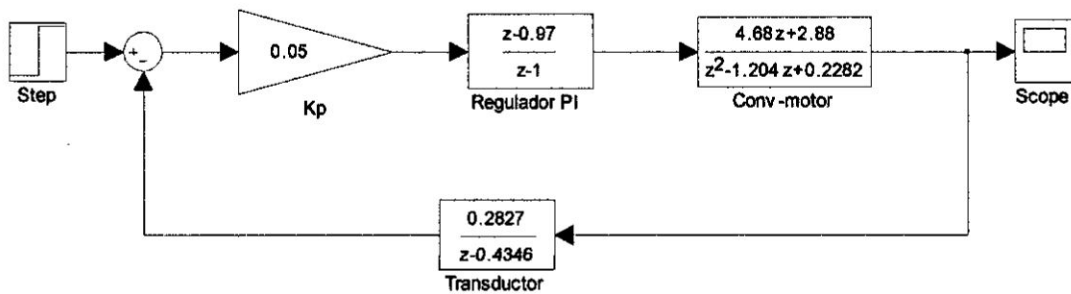 Step
+
-
0.05
Kp
z-0.97
z-1
Regulador PI
4.68z+2.88
z²-1.204 z+0.2282
Conv-motor
Scope
0.2827
z-0.4346
Transductor